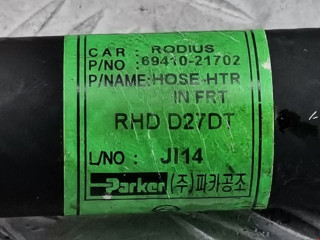 CAR: RODIUS
P/NO: 69410-21702
P/NAME: HOSE-HTR
IN FRT
RHD D27DT
L/NO: JI14
Parker (주)파카공조